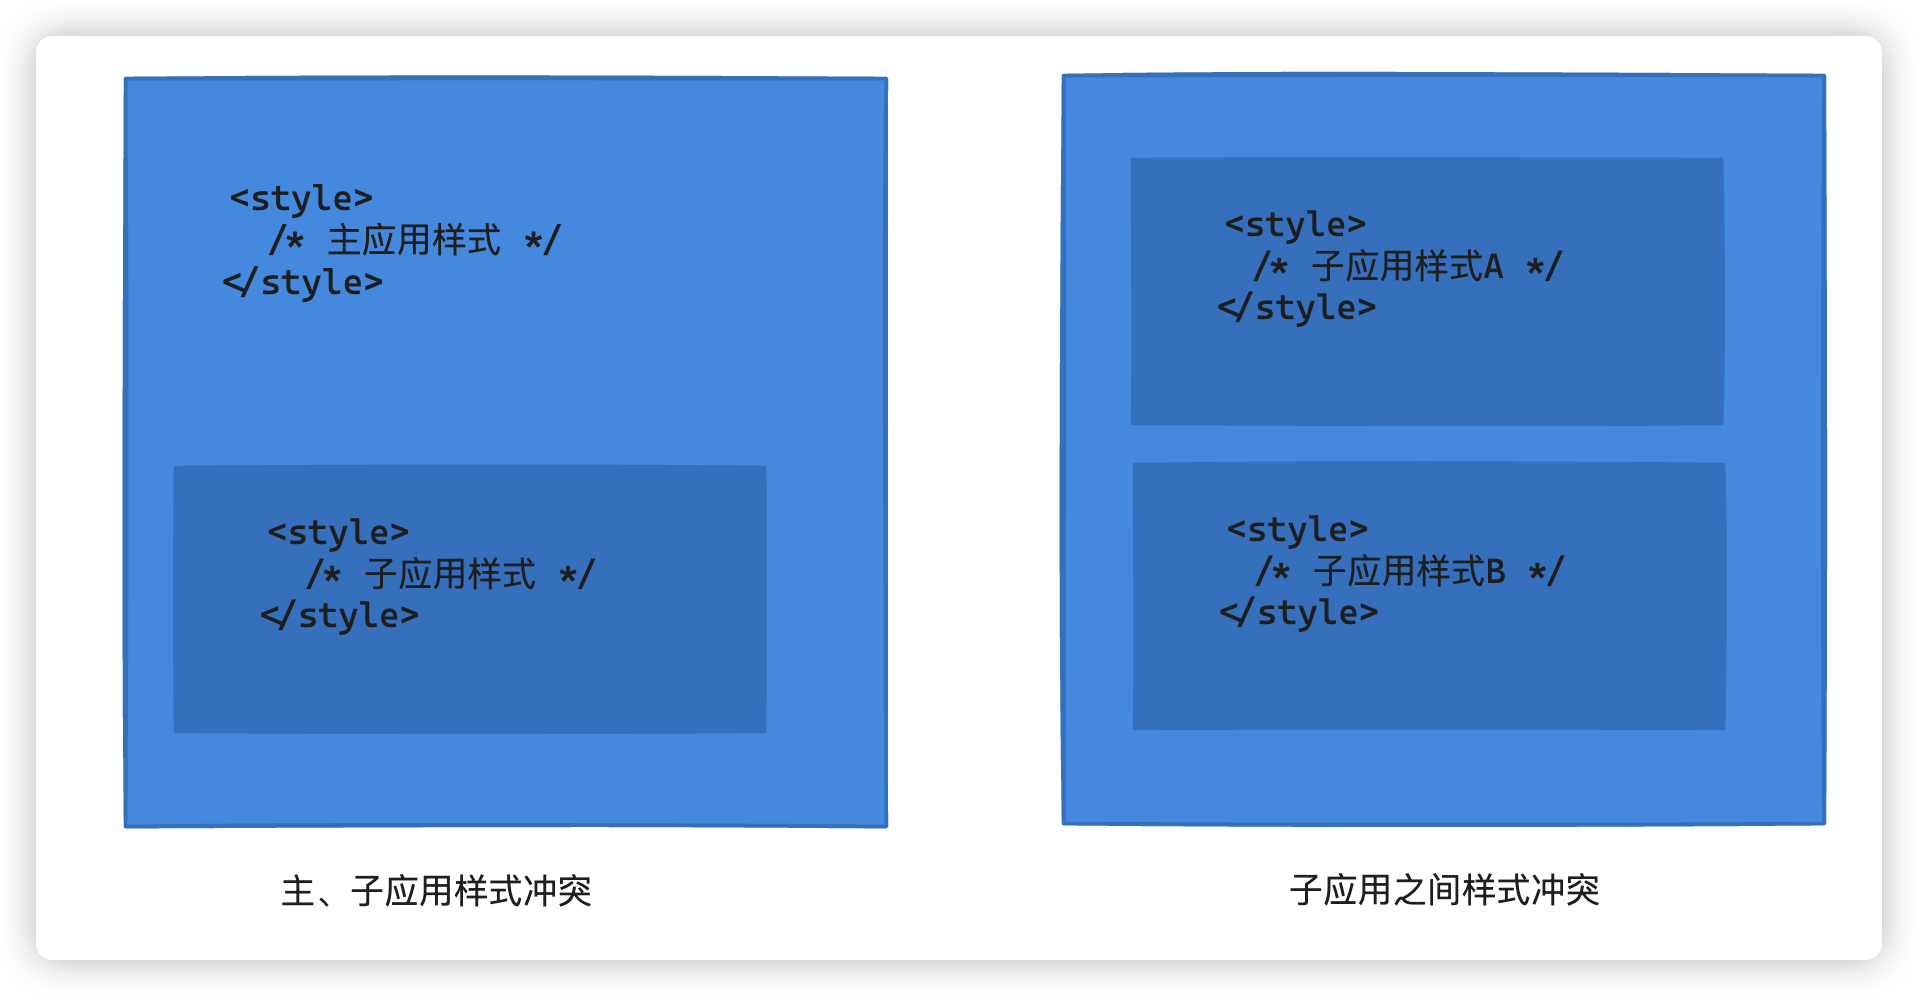 <style>
/* 主应用样式 */
</style>
<style>
/* 子应用样式 */
</style>
主、子应用样式冲突
<style>
/* 子应用样式A */
</style>
<style>
/* 子应用样式B */
</style>
子应用之间样式冲突